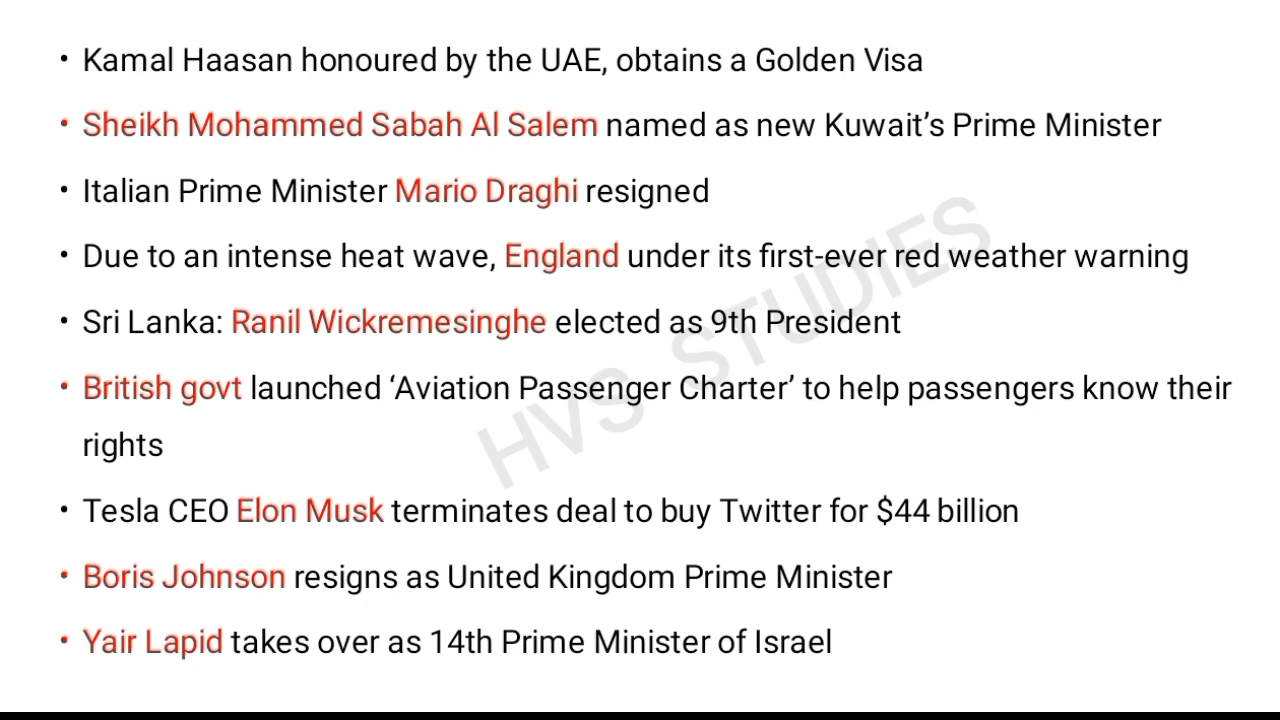 • Kamal Haasan honoured by the UAE, obtains a Golden Visa
• Sheikh Mohammed Sabah Al Salem named as new Kuwait’s Prime Minister
• Italian Prime Minister Mario Draghi resigned
• Due to an intense heat wave, England under its first-ever red weather warning
• Sri Lanka: Ranil Wickremesinghe elected as 9th President
• British govt launched ‘Aviation Passenger Charter’ to help passengers know their
rights
• Tesla CEO Elon Musk terminates deal to buy Twitter for $44 billion
• Boris Johnson resigns as United Kingdom Prime Minister
• Yair Lapid takes over as 14th Prime Minister of Israel
HVS STUDIES